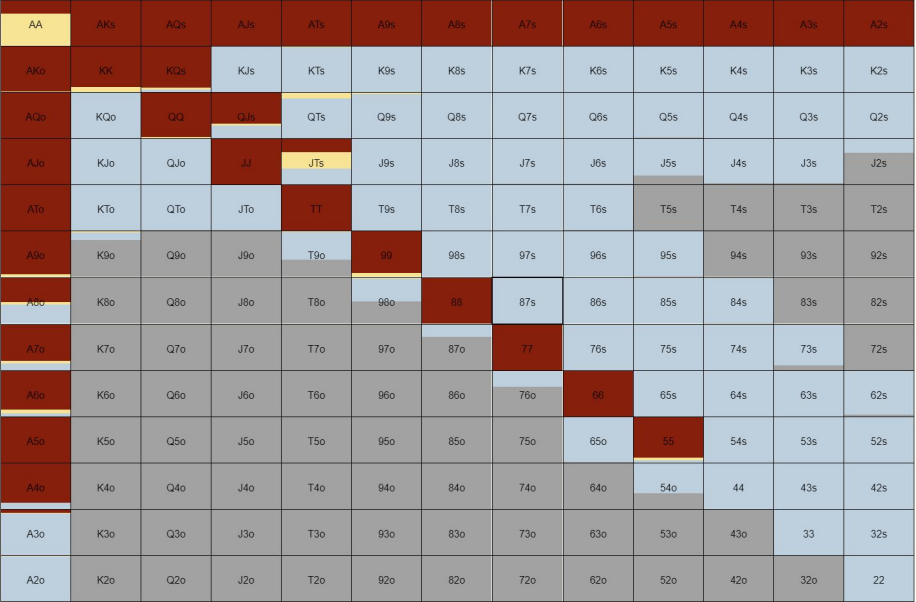 AA AKs AQs AJs ATs A9s A8s A7s A6s A5s A4s A3s A2s
AKo KK KQs KJs KTs K9s K8s K7s K6s K5s K4s K3s K2s
AQo KQo QQ QJs QTs Q9s Q8s Q7s Q6s Q5s Q4s Q3s Q2s
AJo KJo QJo JJ JTs J9s J8s J7s J6s J5s J4s J3s J2s
ATo KTo QTo JTo TT T9s T8s T7s T6s T5s T4s T3s T2s
A9o K9o Q9o J9o T9o 99 98s 97s 96s 95s 94s 93s 92s
A8o K8o Q8o J8o T8o 98o 88 87s 86s 85s 84s 83s 82s
A7o K7o Q7o J7o T7o 97o 87o 77 76s 75s 74s 73s 72s
A6o K6o Q6o J6o T6o 96o 86o 76o 66 65s 64s 63s 62s
A5o K5o Q5o J5o T5o 95o 85o 75o 65o 55 54s 53s 52s
A4o K4o Q4o J4o T4o 94o 84o 74o 64o 54o 44 43s 42s
A3o K3o Q3o J3o T3o 93o 83o 73o 63o 53o 43o 33 32s
A2o K2o Q2o J2o T2o 92o 82o 72o 62o 52o 42o 32o 22